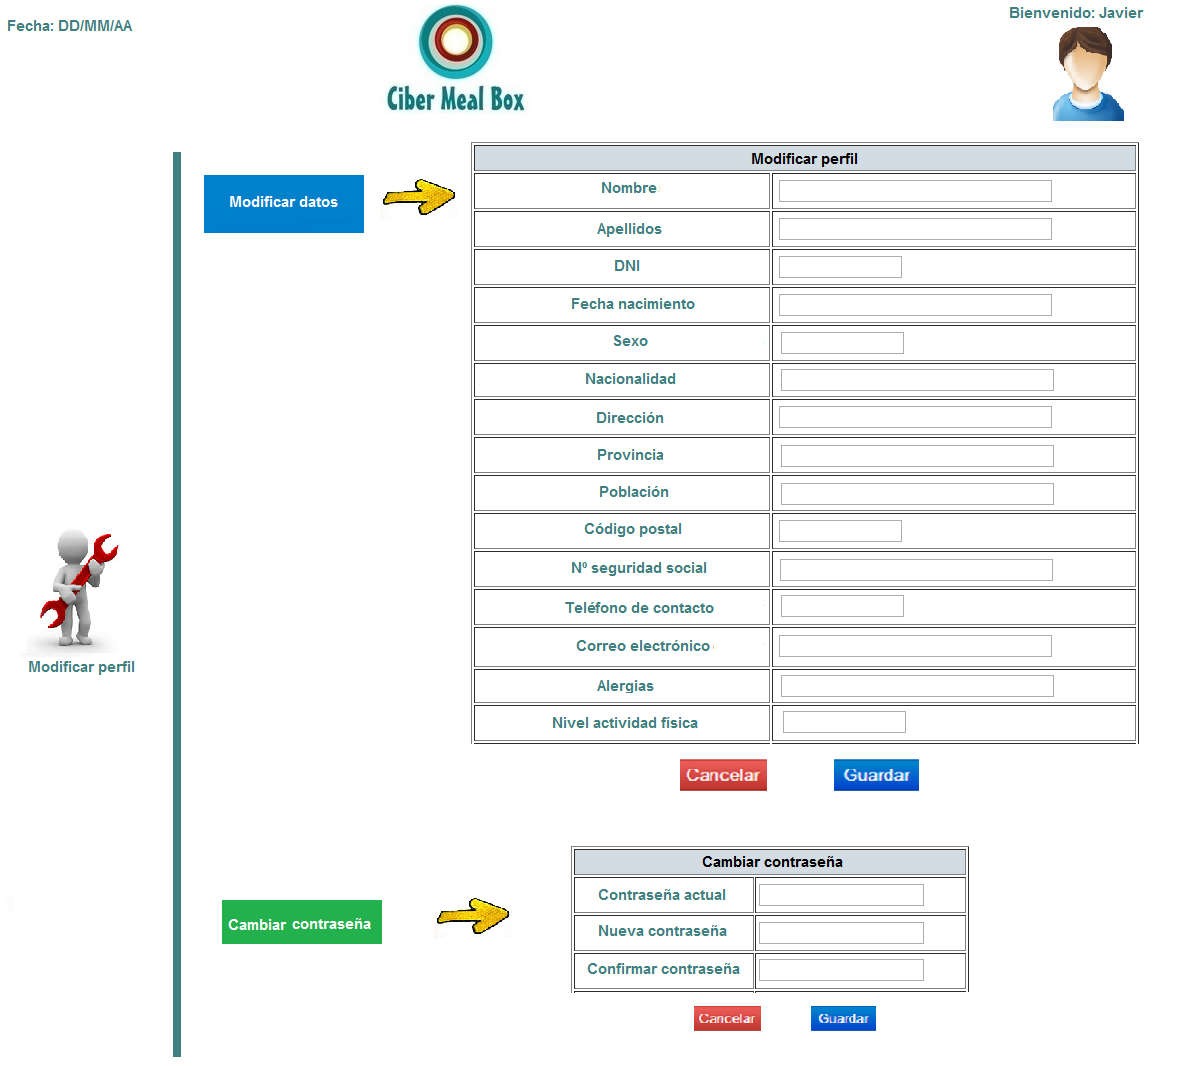 Fecha: DD/MM/AA
Bienvenido: Javier
Ciber Meal Box
Modificar datos
Modificar perfil
Nombre
Apellidos
DNI
Fecha nacimiento
Sexo
Nacionalidad
Dirección
Provincia
Población
Código postal
Nº seguridad social
Teléfono de contacto
Correo electrónico
Alergias
Nivel actividad física
Cancelar Guardar
Modificar perfil
Cambiar contraseña
Cambiar contraseña
Contraseña actual
Nueva contraseña
Confirmar contraseña
Cancelar Guardar